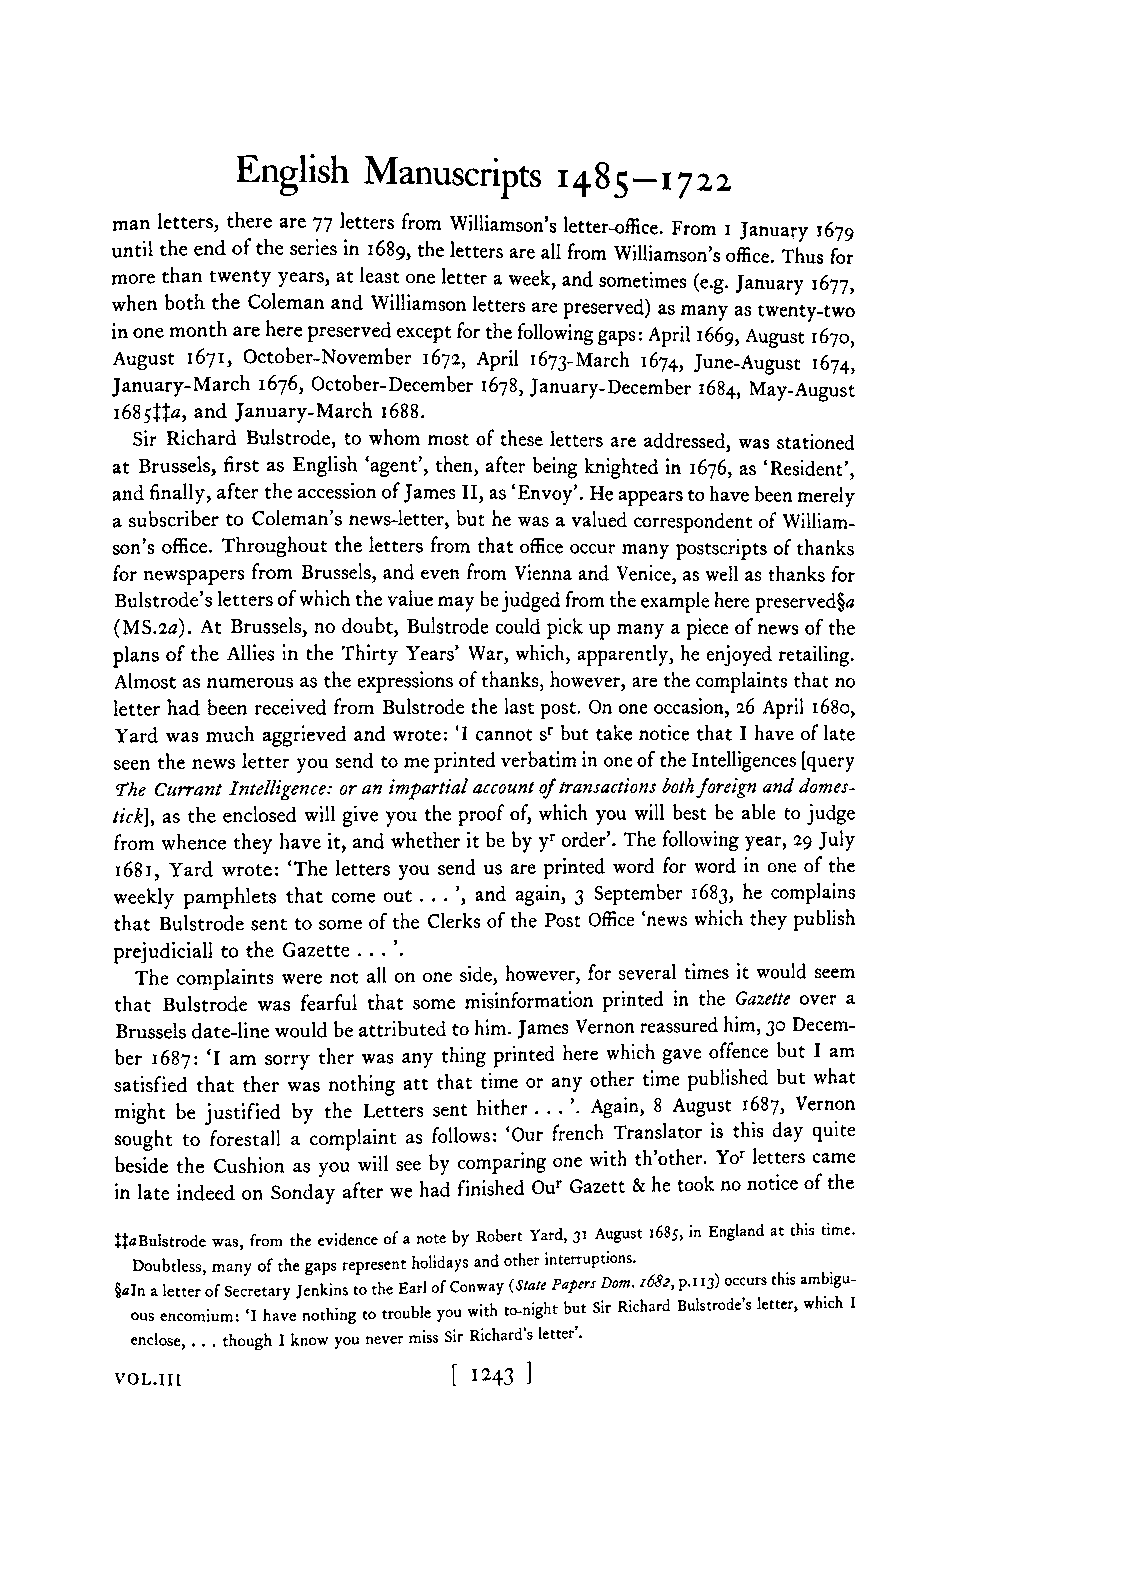 English Manuscripts 1485—1722
man letters, there are 77 letters from Williamson's letter-office. From 1 January 1679
until the end of the series in 1689, the letters are all from Williamson's office. Thus for
more than twenty years, at least one letter a week, and sometimes (e.g. January 1677,
when both the Coleman and Williamson letters are preserved) as many as twenty-two
in one month are here preserved except for the following gaps: April 1669, August 1670,
August 1671, October-November 1672, April 1673-March 1674, June-August 1674,
January-March 1676, October-December 1678, January-December 1684, May-August
1685‡‡a, and January-March 1688.
Sir Richard Bulstrode, to whom most of these letters are addressed, was stationed
at Brussels, first as English ‘agent’, then, after being knighted in 1676, as ‘Resident’,
and finally, after the accession of James II, as ‘Envoy’. He appears to have been merely
a subscriber to Coleman's news-letter, but he was a valued correspondent of William-
son's office. Throughout the letters from that office occur many postscripts of thanks
for newspapers from Brussels, and even from Vienna and Venice, as well as thanks for
Bulstrode's letters of which the value may be judged from the example here preserved§a
(MS.2a). At Brussels, no doubt, Bulstrode could pick up many a piece of news of the
plans of the Allies in the Thirty Years' War, which, apparently, he enjoyed retailing.
Almost as numerous as the expressions of thanks, however, are the complaints that no
letter had been received from Bulstrode the last post. On one occasion, 26 April 1680,
Yard was much aggrieved and wrote: ‘I cannot sʳ but take notice that I have of late
seen the news letter you send to me printed verbatim in one of the Intelligences [query
The Currant Intelligence: or an impartial account of transactions both foreign and domes-
tick], as the enclosed will give you the proof of, which you will best be able to judge
from whence they have it, and whether it be by yʳ order’. The following year, 29 July
1681, Yard wrote: ‘The letters you send us are printed word for word in one of the
weekly pamphlets that come out . . . ’, and again, 3 September 1683, he complains
that Bulstrode sent to some of the Clerks of the Post Office ‘news which they publish
prejudiciall to the Gazette . . . ’.
The complaints were not all on one side, however, for several times it would seem
that Bulstrode was fearful that some misinformation printed in the Gazette over a
Brussels date-line would be attributed to him. James Vernon reassured him, 30 Decem-
ber 1687: ‘I am sorry ther was any thing printed here which gave offence but I am
satisfied that ther was nothing att that time or any other time published but what
might be justified by the Letters sent hither . . . ’. Again, 8 August 1687, Vernon
sought to forestall a complaint as follows: ‘Our french Translator is this day quite
beside the Cushion as you will see by comparing one with th'other. Yoʳ letters came
in late indeed on Sonday after we had finished Ouʳ Gazett & he took no notice of the
‡‡aBulstrode was, from the evidence of a note by Robert Yard, 31 August 1685, in England at this time.
Doubtless, many of the gaps represent holidays and other interruptions.
§aIn a letter of Secretary Jenkins to the Earl of Conway (State Papers Dom. 1682, p.113) occurs this ambigu-
ous encomium: ‘I have nothing to trouble you with to-night but Sir Richard Bulstrode's letter, which I
enclose, . . . though I know you never miss Sir Richard's letter’.
VOL.III [ 1243 ]